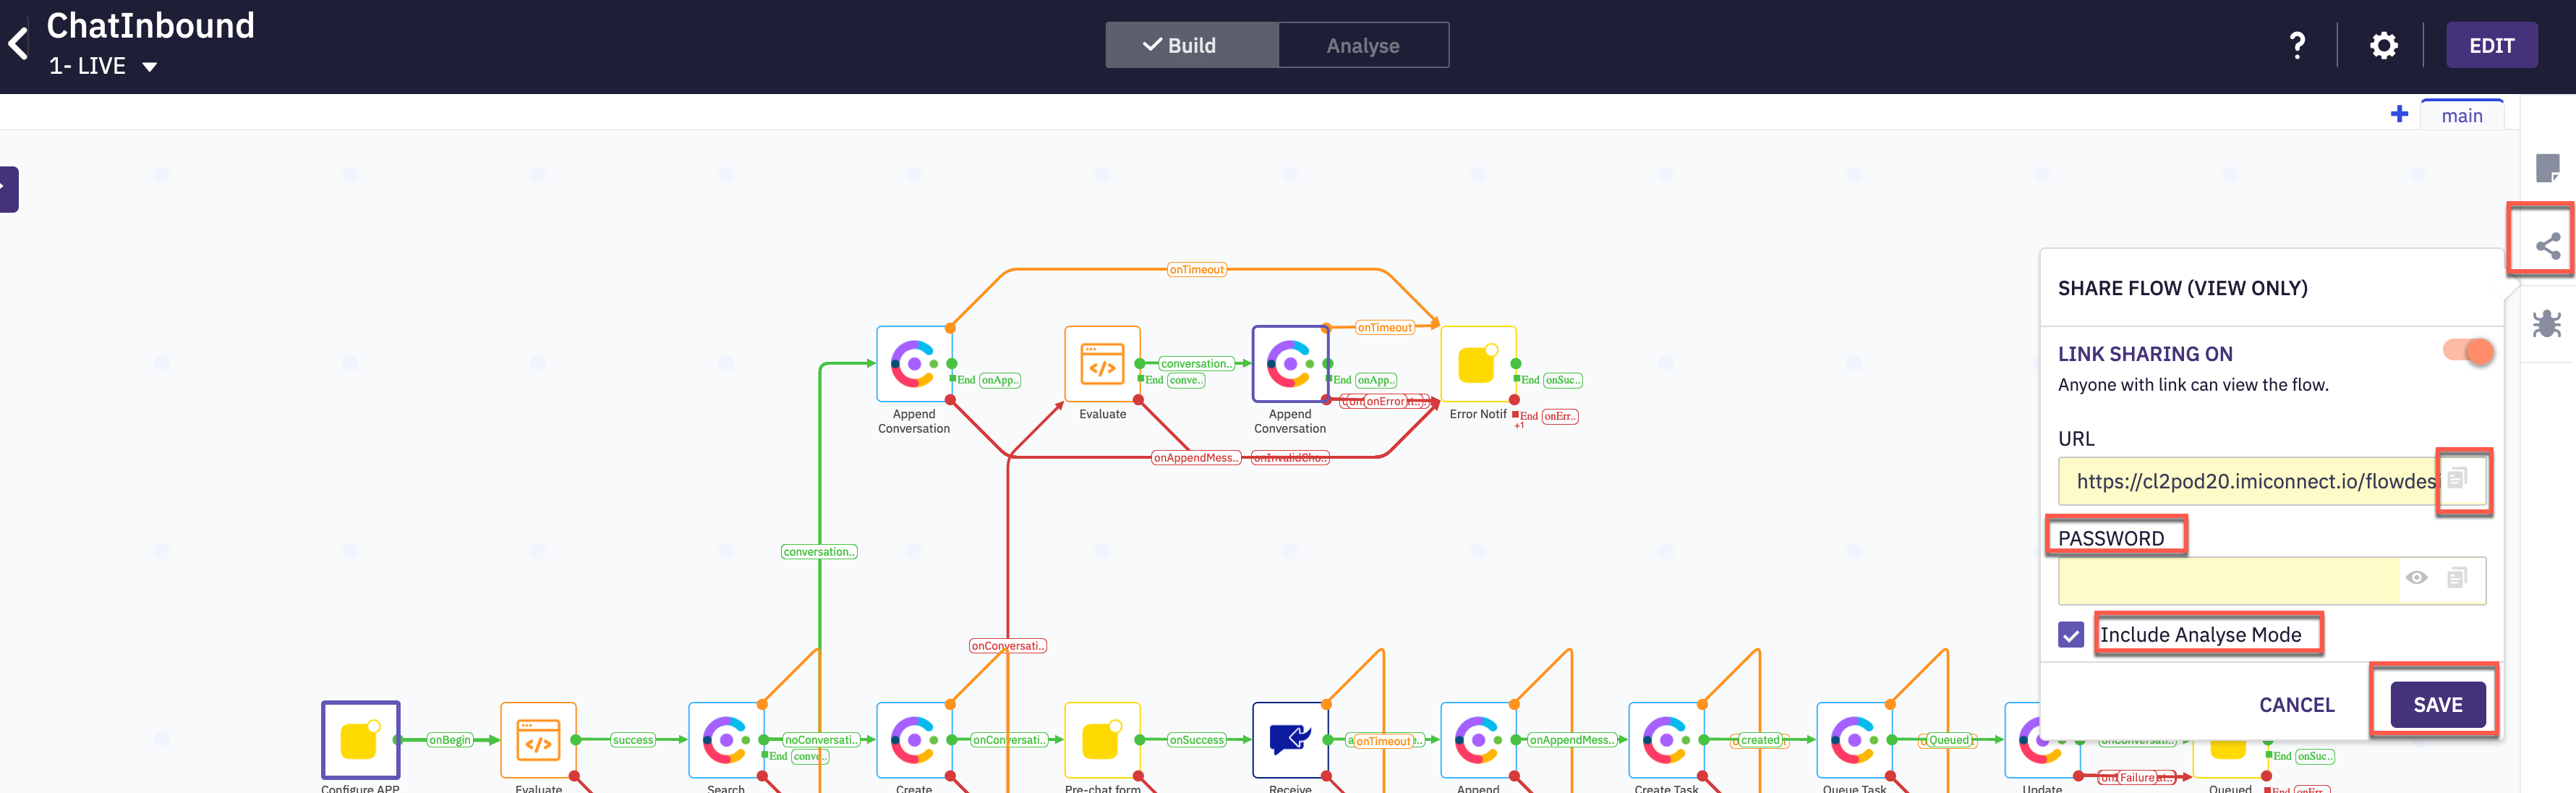 ChatInbound
1- LIVE
Build
Analyse
?
EDIT
+
main
onTimeout
SHARE FLOW (VIEW ONLY)
onTimeout
LINK SHARING ON
Anyone with link can view the flow.
conversation..
End onApp..
End conve..
End onApp..
End onSuc..
Append
Conversation
Evaluate
Append
Conversation
Error Notif
End onErr..
+1
URL
onAppendMess..
onInvalidCho..
https://cl2pod20.imiconnect.io/flowdes
PASSWORD
conversation..
Include Analyse Mode
onConversati..
CANCEL
SAVE
onBegin
success
noConversati..
onConversati..
onSuccess
onTimeout
onAppendMess..
created
Queued
End conve..
End onSuc..
Failure
Configure APP
Evaluate
Search
Create
Pre-chat form
Receive
Append
Create Task
Queue Task
Update
Queued
End onErr..